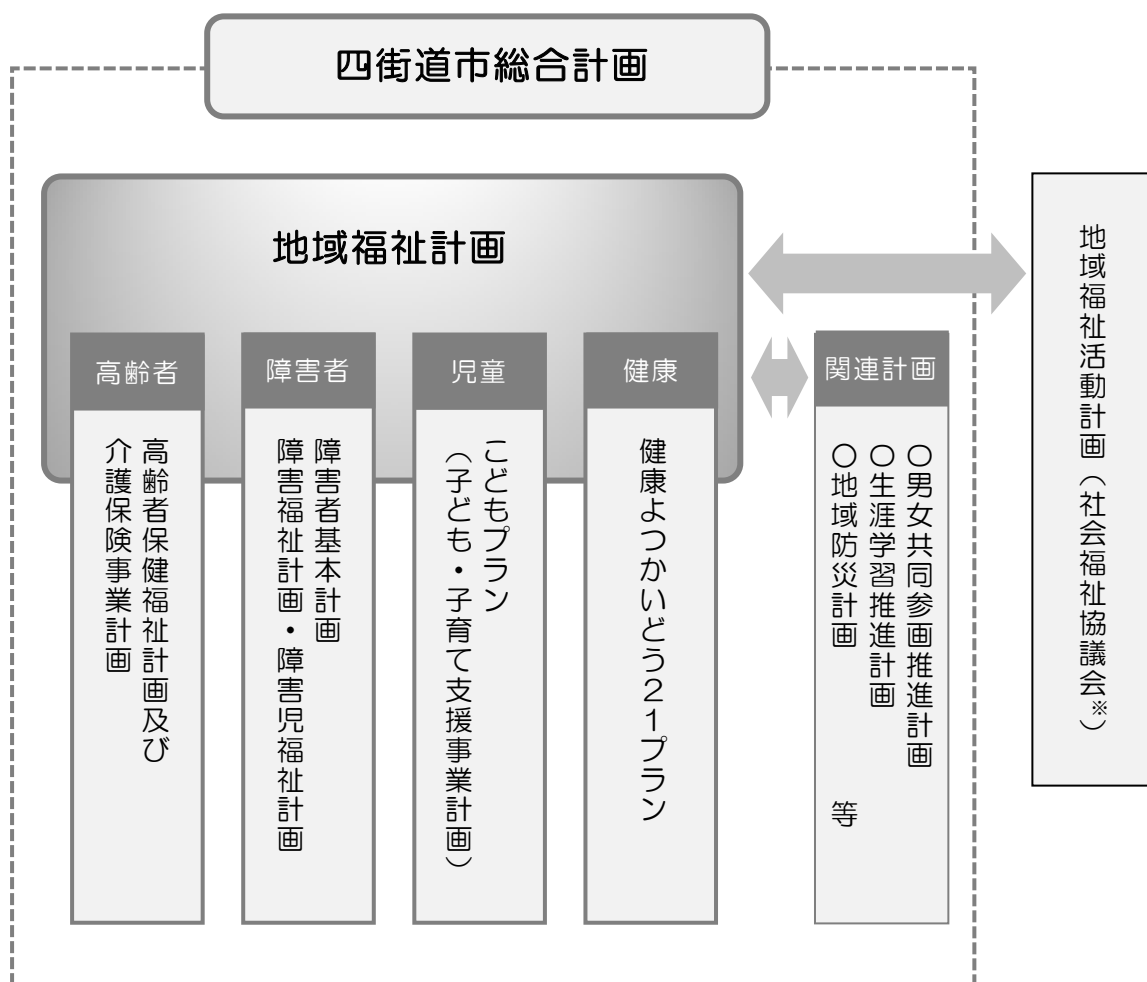 四街道市総合計画
地域福祉計画
高齢者
高齢者保健福祉計画及び
介護保険事業計画
障害者
障害者基本計画
障害福祉計画・障害児福祉計画
児童
こどもプラン
（子ども・子育て支援事業計画）
健康
健康よつかいどう２１プラン
関連計画
○男女共同参画推進計画
○生涯学習推進計画
○地域防災計画　　　等
地域福祉活動計画（社会福祉協議会※）